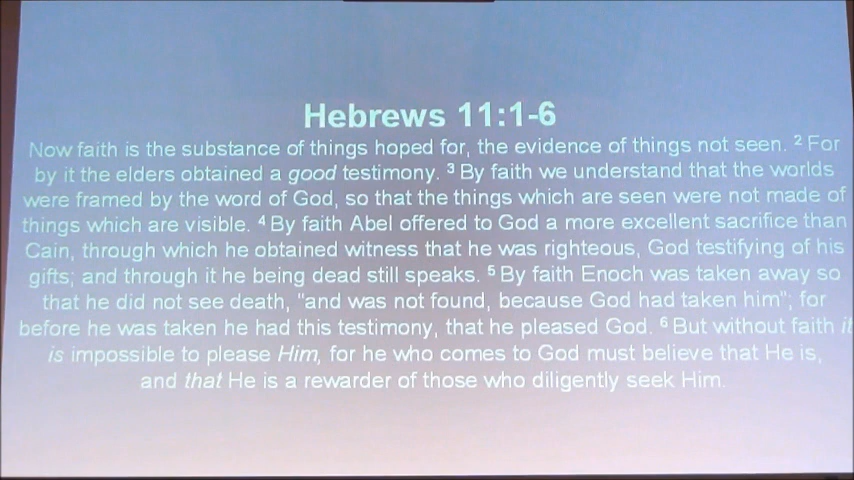 Hebrews 11:1-6
Now faith is the substance of things hoped for, the evidence of things not seen. ² For
by it the elders obtained a good testimony. ³ By faith we understand that the worlds
were framed by the word of God, so that the things which are seen were not made of
things which are visible. ⁴ By faith Abel offered to God a more excellent sacrifice than
Cain, through which he obtained witness that he was righteous, God testifying of his
gifts; and through it he being dead still speaks. ⁵ By faith Enoch was taken away so
that he did not see death, "and was not found, because God had taken him"; for
before he was taken he had this testimony, that he pleased God. ⁶ But without faith it
is impossible to please Him, for he who comes to God must believe that He is,
and that He is a rewarder of those who diligently seek Him.